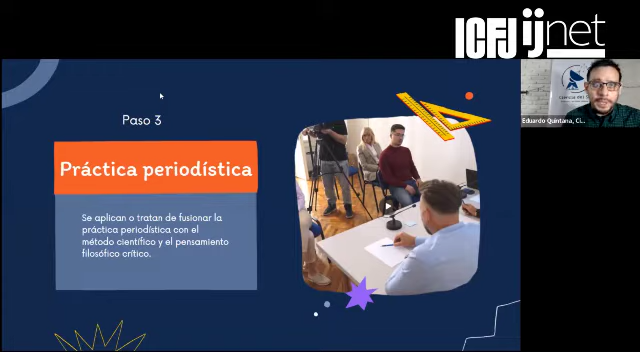 ICFJ ijnet
Paso 3
Práctica periodística
Se aplican o tratan de fusionar la
práctica periodística con el
método científico y el pensamiento
filosófico crítico.
Eduardo Quintana, Ci...